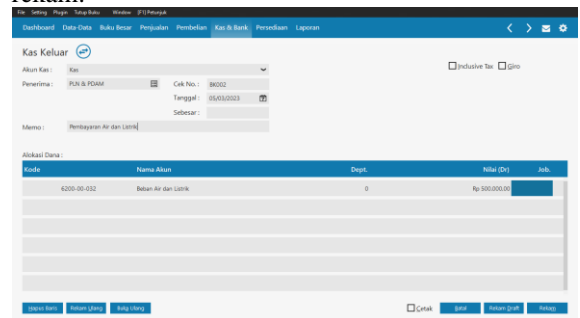 rekam.
File Setting Plugin Tutup Buku Window (F1) Petunjuk
Dashboard Data-Data Buku Besar Penjualan Pembelian Kas & Bank Persediaan Laporan
Kas Keluar
Akun Kas : Kas Inclusive Tax Giro
Penerima : PLN & PDAM Cek No. : BK002
Tanggal : 05/03/2023
Sebesar :
Memo : Pembayaran Air dan Listrik
Alokasi Dana :
Kode Nama Akun Dept. Nilai (Dr) Job.
6200-00-032 Beban Air dan Listrik 0 Rp 500,000.00
Hapus Baris Rekam Ulang Buku Ulang Cetak Batal Rekam Draft Rekam